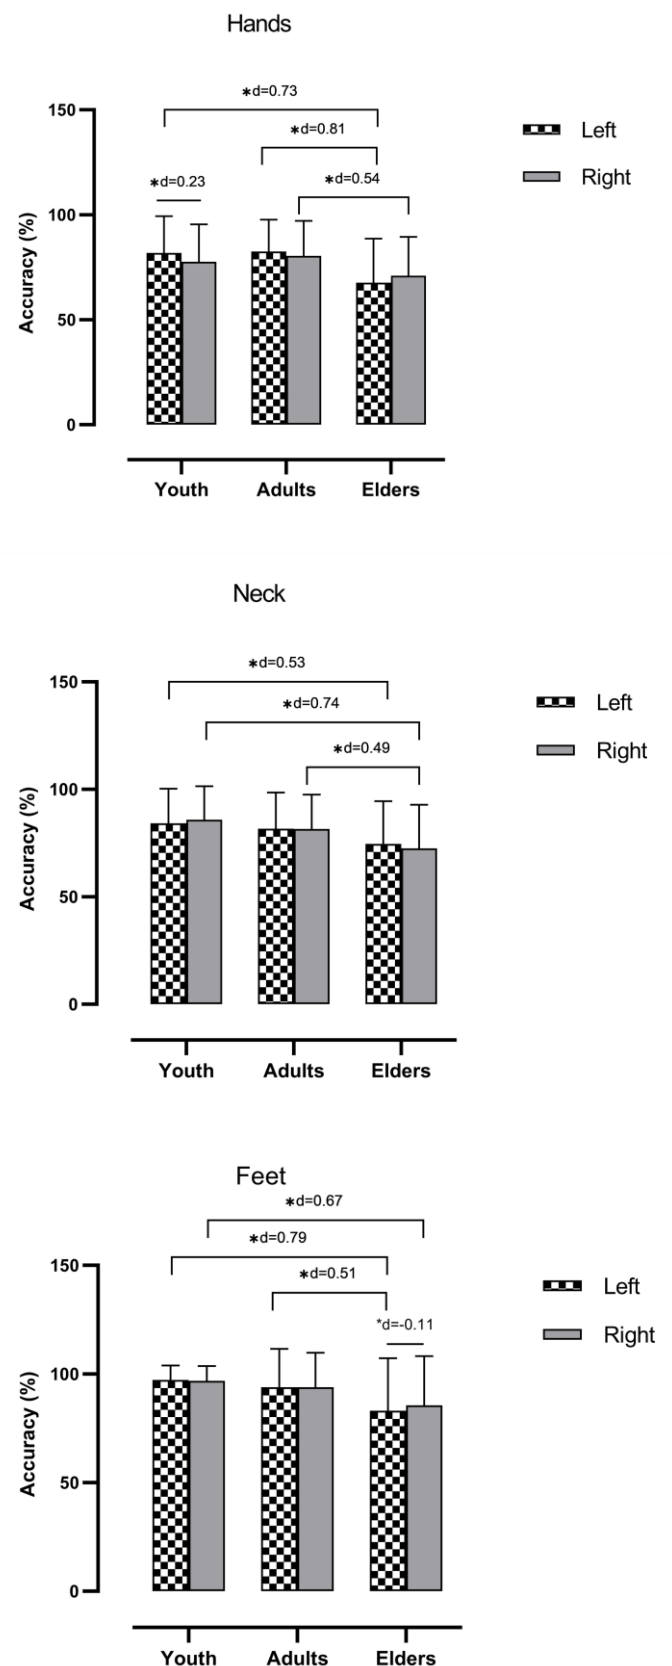 Hands
∗d=0.73
150
∗d=0.81
Left
∗d=0.23
∗d=0.54
Right
100
Accuracy (%)
50
0
Youth
Adults
Elders
Neck
∗d=0.53
150
∗d=0.74
Left
∗d=0.49
Right
100
Accuracy (%)
50
0
Youth
Adults
Elders
Feet
∗d=0.67
∗d=0.79
150
∗d=0.51
Left
*d=-0.11
Right
100
Accuracy (%)
50
0
Youth
Adults
Elders